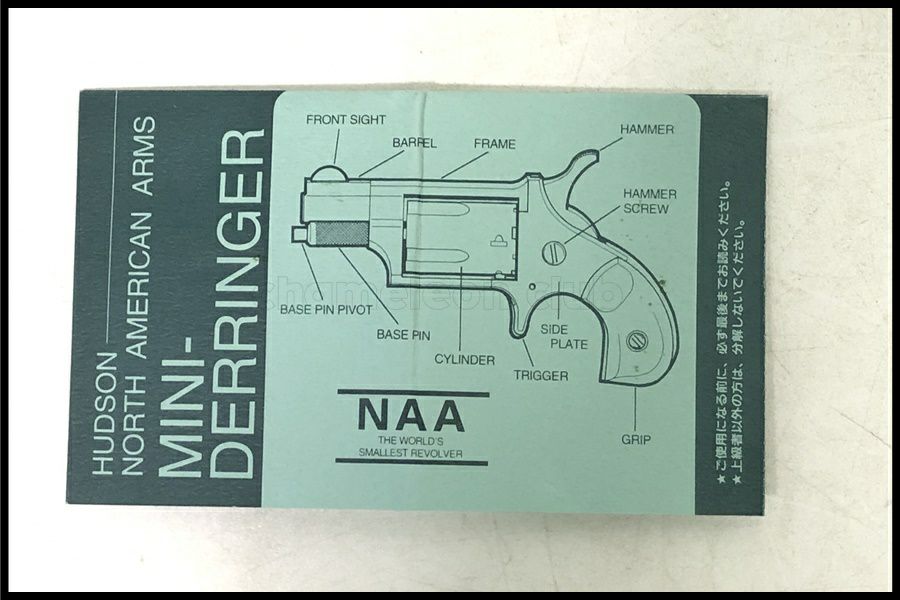 HUDSON
NORTH AMERICAN ARMS
MINI-
DERRINGER
FRONT SIGHT
BARREL
FRAME
HAMMER
HAMMER
SCREW
BASE PIN PIVOT
BASE PIN
CYLINDER
SIDE
PLATE
TRIGGER
GRIP
NAA
THE WORLD'S
SMALLEST REVOLVER
★ご使用になる前に、必ず最後までお読みください。
★上級者以外の方は、分解しないでください。
chameleon club